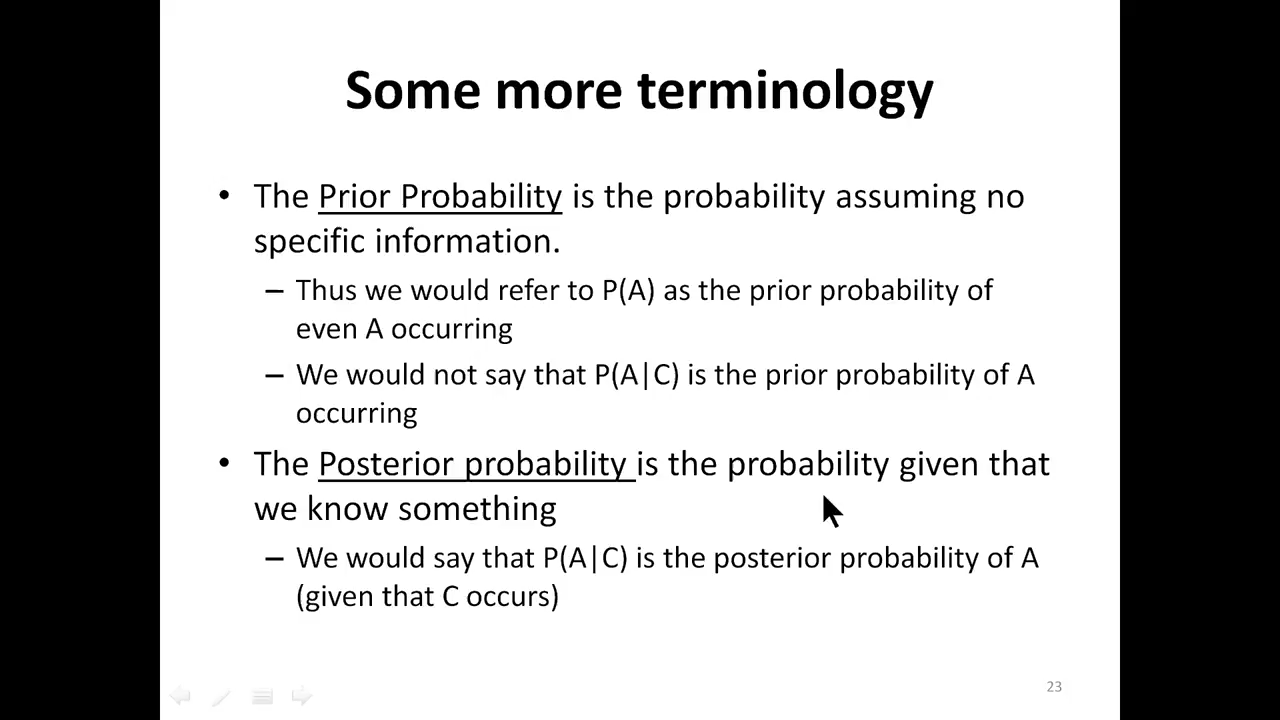 Some more terminology
• The Prior Probability is the probability assuming no
specific information.
– Thus we would refer to P(A) as the prior probability of
even A occurring
– We would not say that P(A|C) is the prior probability of A
occurring
• The Posterior probability is the probability given that
we know something
– We would say that P(A|C) is the posterior probability of A
(given that C occurs)
23